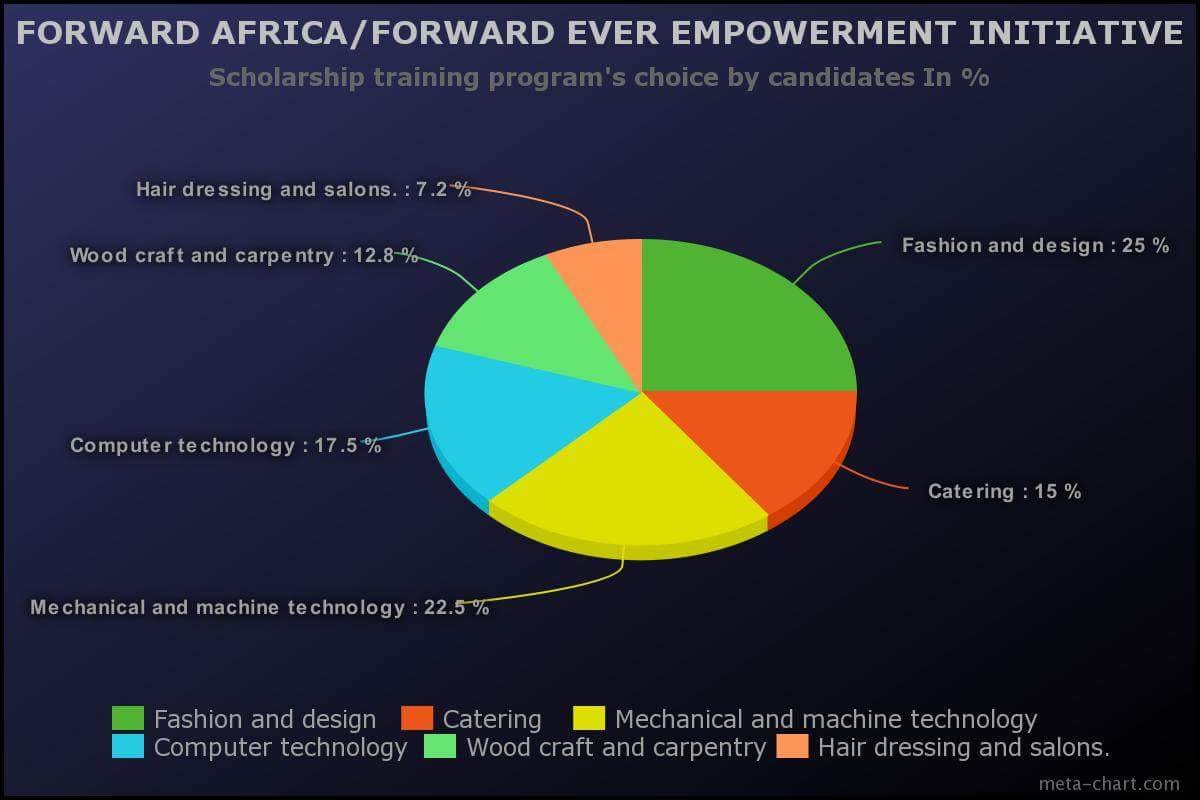 FORWARD AFRICA/FORWARD EVER EMPOWERMENT INITIATIVE
Scholarship training program's choice by candidates In %
Hair dressing and salons. : 7.2 %
Wood craft and carpentry : 12.8 %
Fashion and design : 25 %
Computer technology : 17.5 %
Catering : 15 %
Mechanical and machine technology : 22.5 %
Fashion and design Catering Mechanical and machine technology
Computer technology Wood craft and carpentry Hair dressing and salons.
meta-chart.com